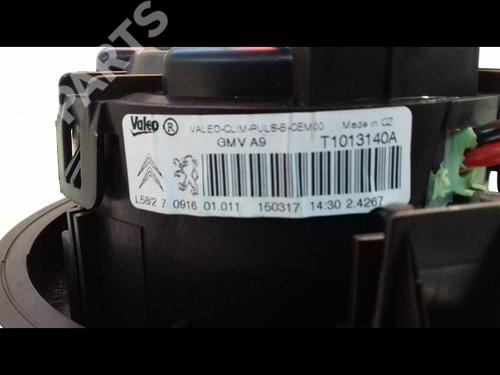 B PARTS
Valeo ® VALEO-CLIM-PULS-B-CEM00 Made in CZ
GMV A9 T1013140A
L58/2 7 0916 01.011 150317 14:30 2.4267